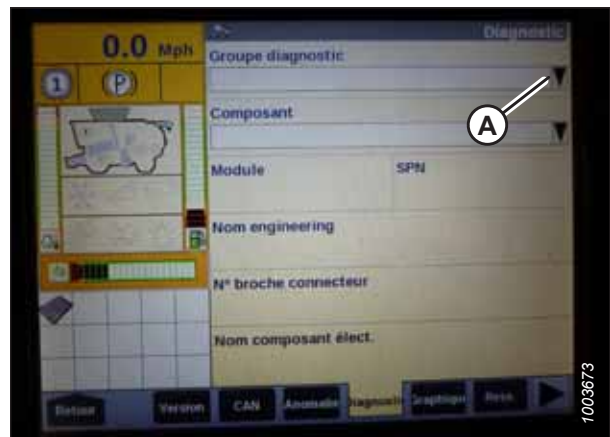 0.0 Mph
Diagnostic
Groupe diagnostic
1
P
A
Composant
Module SPN
Nom engineering
N° broche connecteur
Nom composant élect.
Retour Version CAN Anomalie Diagnostic Graphique
1003673